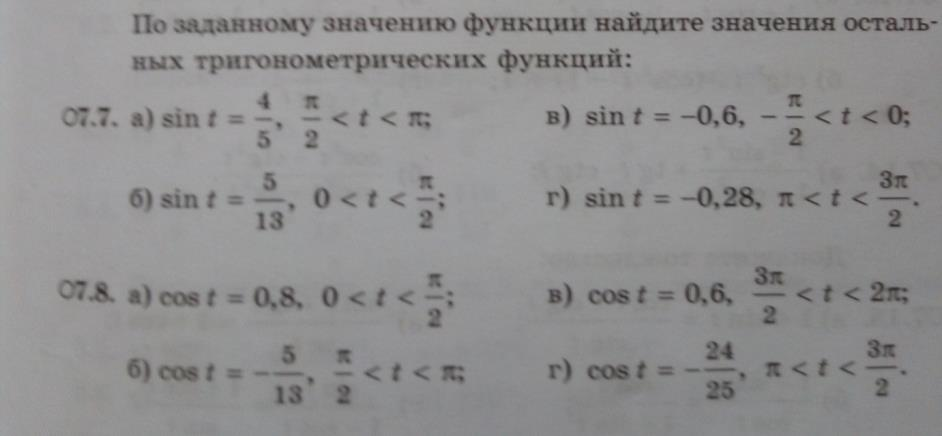 По заданному значению функции найдите значения осталь-
ных тригонометрических функций:
О7.7. а) sin t = 4/5, π/2 < t < π; в) sin t = –0,6, –π/2 < t < 0;
б) sin t = 5/13, 0 < t < π/2; г) sin t = –0,28, π < t < 3π/2.
О7.8. а) cos t = 0,8, 0 < t < π/2; в) cos t = 0,6, 3π/2 < t < 2π;
б) cos t = –5/13, π/2 < t < π; г) cos t = –24/25, π < t < 3π/2.